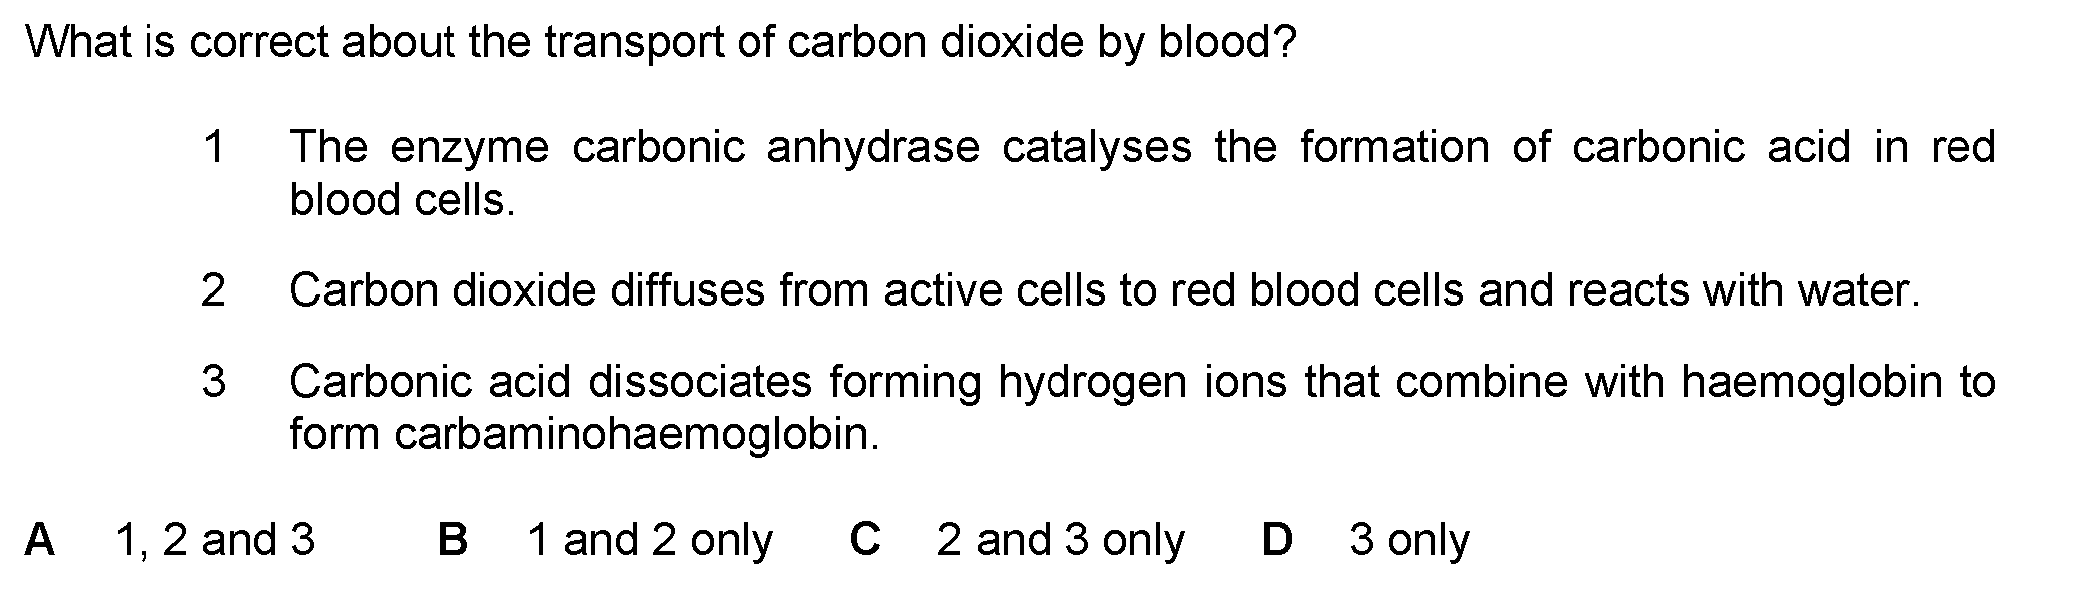 What is correct about the transport of carbon dioxide by blood?
1 The enzyme carbonic anhydrase catalyses the formation of carbonic acid in red
blood cells.
2 Carbon dioxide diffuses from active cells to red blood cells and reacts with water.
3 Carbonic acid dissociates forming hydrogen ions that combine with haemoglobin to
form carbaminohaemoglobin.
A 1, 2 and 3 B 1 and 2 only C 2 and 3 only D 3 only